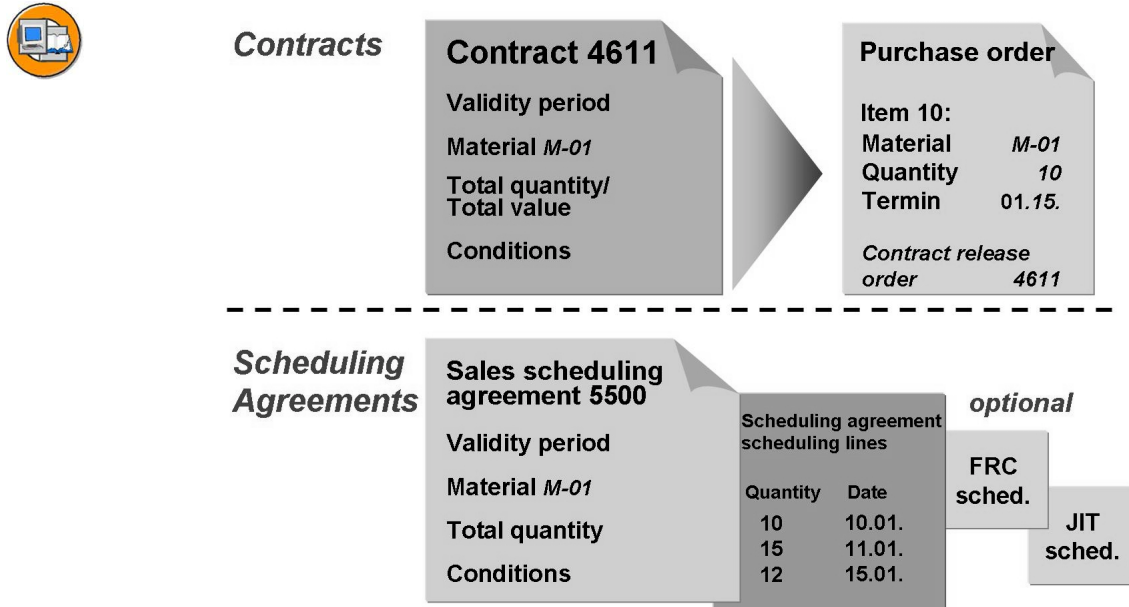 Contracts
Contract 4611
Validity period
Material M-01
Total quantity/
Total value
Conditions
Purchase order
Item 10:
Material M-01
Quantity 10
Termin 01.15.
Contract release
order 4611
Scheduling
Agreements
Sales scheduling
agreement 5500
Validity period
Material M-01
Total quantity
Conditions
Scheduling agreement
scheduling lines
Quantity Date
10 10.01.
15 11.01.
12 15.01.
optional
FRC
sched.
JIT
sched.